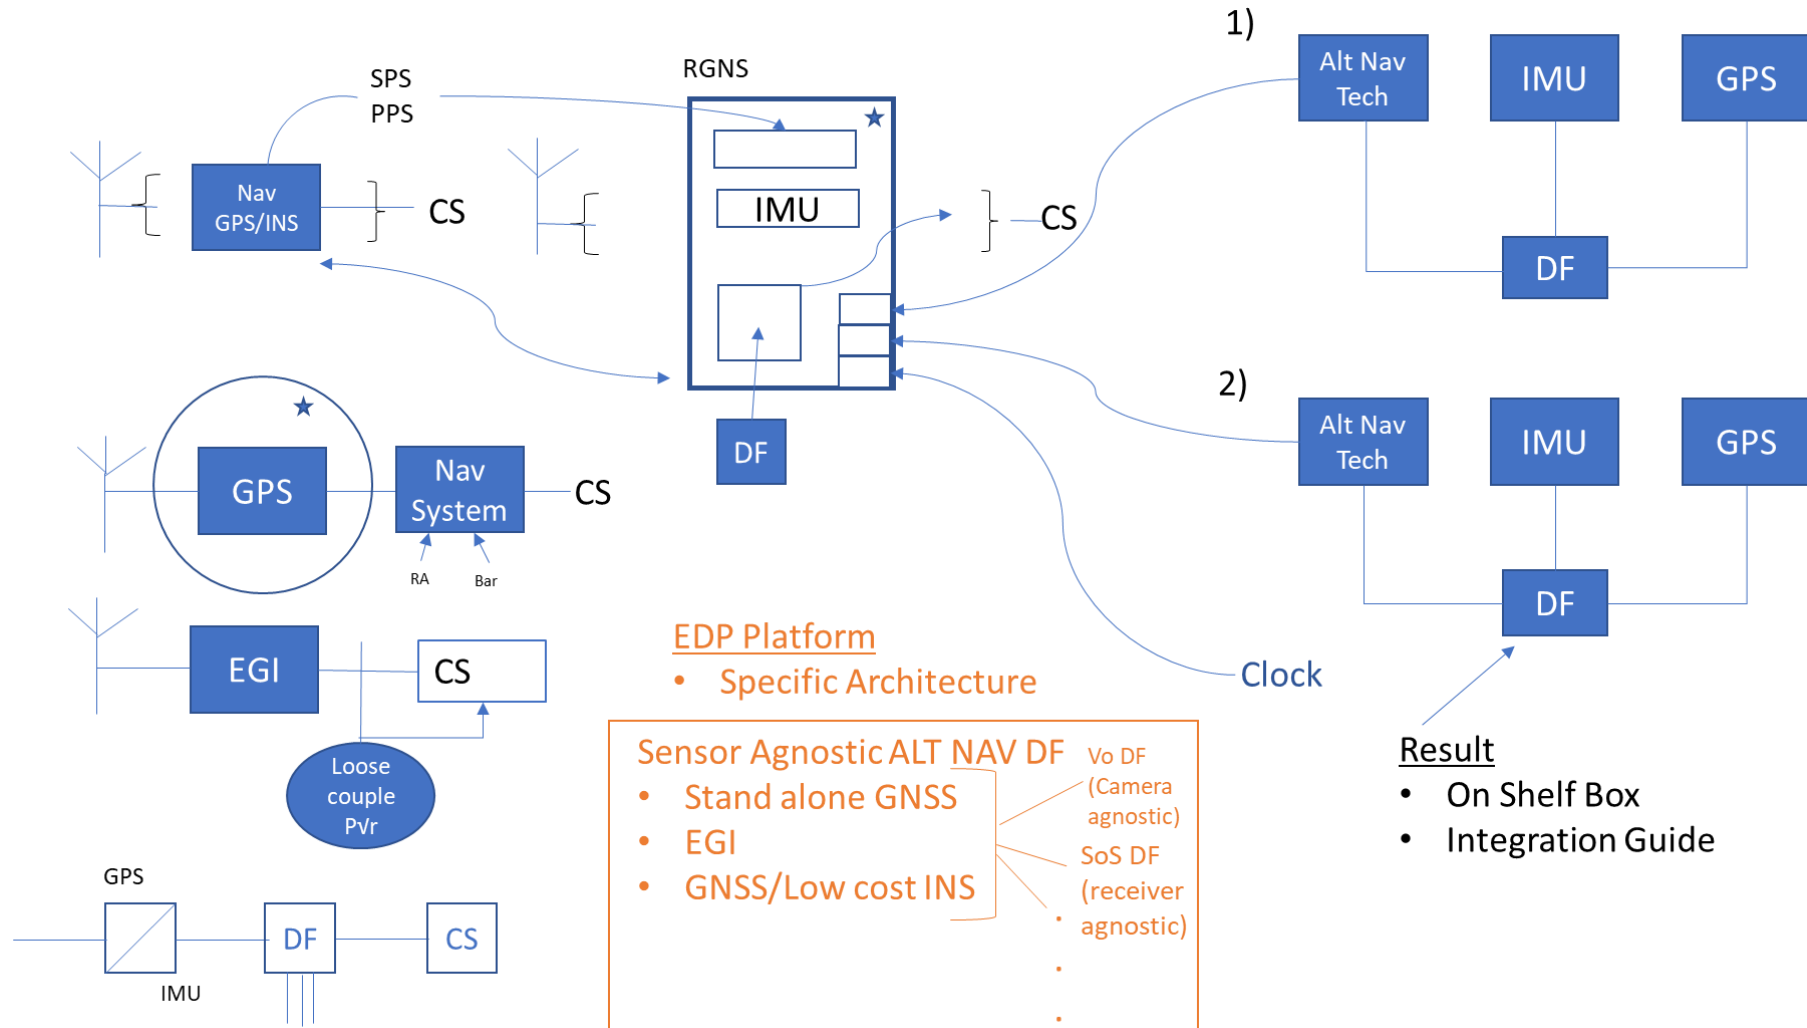 SPS
PPS
RGNS
1)
Alt Nav
Tech
IMU
GPS
Nav
GPS/INS
CS
IMU
CS
DF
2)
Alt Nav
Tech
IMU
GPS
DF
DF
GPS
Nav
System
CS
RA
Bar
EGI
CS
Loose
couple
P√r
GPS
IMU
DF
CS
EDP Platform
• Specific Architecture
Clock
Sensor Agnostic ALT NAV DF
• Stand alone GNSS
• EGI
• GNSS/Low cost INS
Vo DF
(Camera
agnostic)
SoS DF
(receiver
agnostic)
Result
• On Shelf Box
• Integration Guide